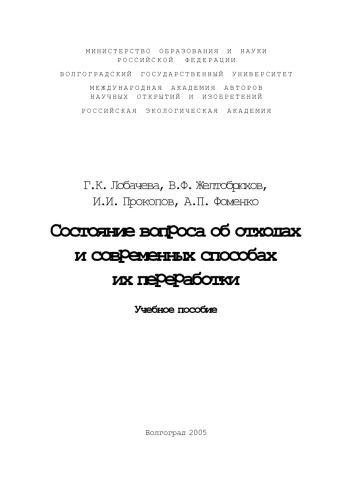 МИНИСТЕРСТВО ОБРАЗОВАНИЯ И НАУКИ
РОССИЙСКОЙ ФЕДЕРАЦИИ
ВОЛГОГРАДСКИЙ ГОСУДАРСТВЕННЫЙ УНИВЕРСИТЕТ
МЕЖДУНАРОДНАЯ АКАДЕМИЯ АВТОРОВ
НАУЧНЫХ ОТКРЫТИЙ И ИЗОБРЕТЕНИЙ
РОССИЙСКАЯ ЭКОЛОГИЧЕСКАЯ АКАДЕМИЯ
Г.К. Лобачева, В.Ф. Желтобрюхов,
И.И. Прокопов, А.П. Фоменко
Состояние вопроса об отходах
и современных способах
их переработки
Учебное пособие
Волгоград 2005